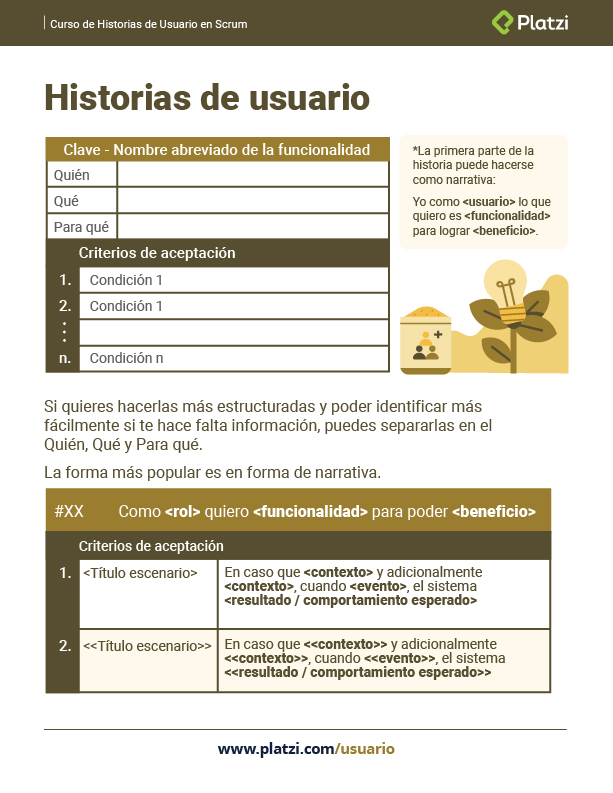 Curso de Historias de Usuario en Scrum
Platzi
Historias de usuario
Clave - Nombre abreviado de la funcionalidad
Quién
Qué
Para qué
Criterios de aceptación
1. Condición 1
2. Condición 1
⋮
n. Condición n
*La primera parte de la
historia puede hacerse
como narrativa:
Yo como <usuario> lo que
quiero es <funcionalidad>
para lograr <beneficio>.
Si quieres hacerlas más estructuradas y poder identificar más
fácilmente si te hace falta información, puedes separarlas en el
Quién, Qué y Para qué.
La forma más popular es en forma de narrativa.
#XX Como <rol> quiero <funcionalidad> para poder <beneficio>
Criterios de aceptación
1. <Título escenario>
En caso que <contexto> y adicionalmente
<contexto>, cuando <evento>, el sistema
<resultado / comportamiento esperado>
2. <<Título escenario>>
En caso que <<contexto>> y adicionalmente
<<contexto>>, cuando <<evento>>, el sistema
<<resultado / comportamiento esperado>>
www.platzi.com/usuario